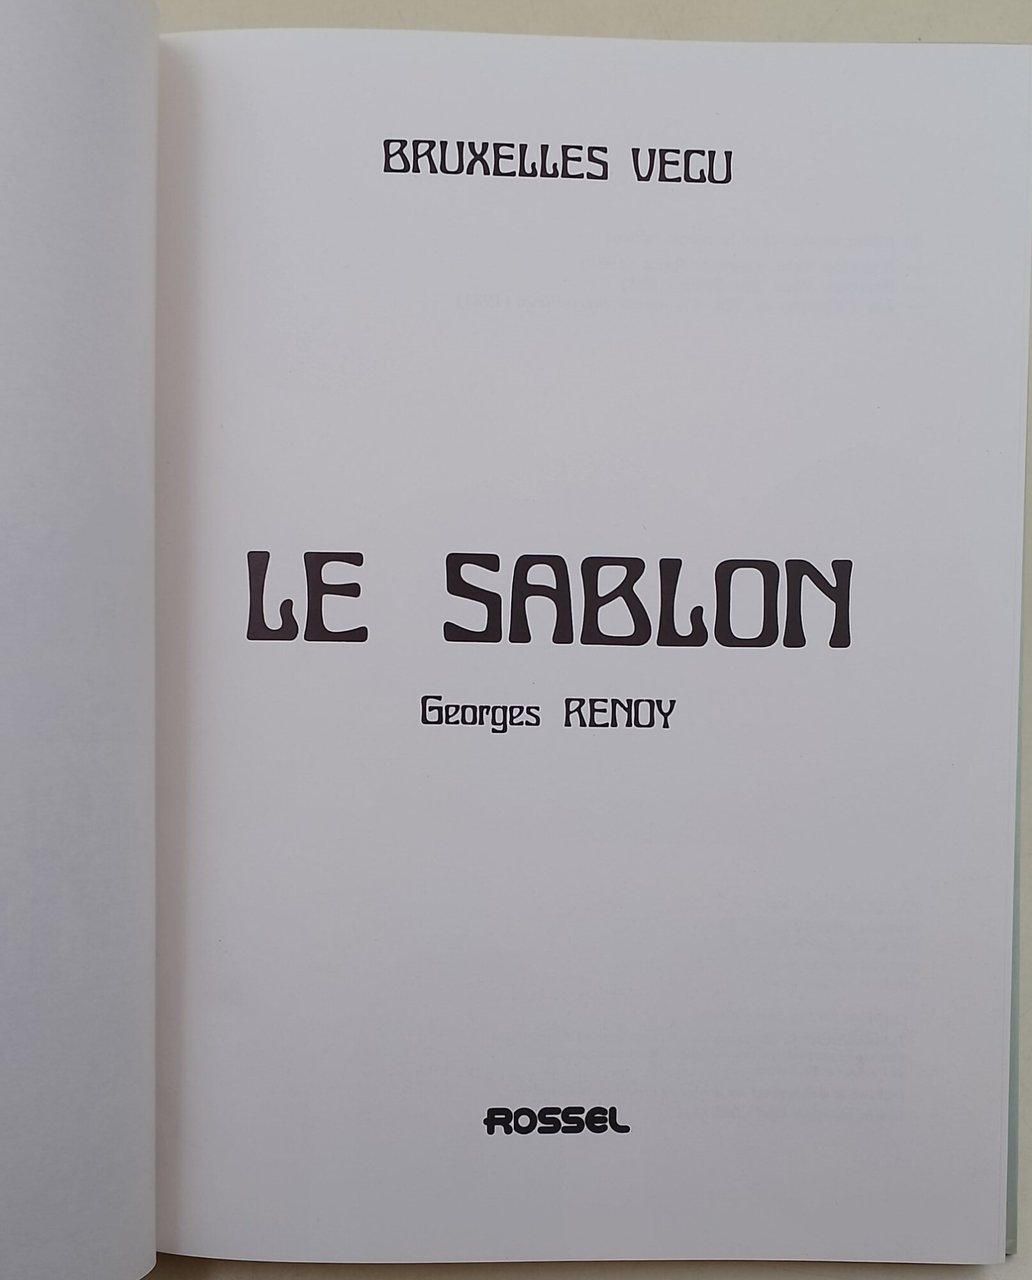 BRUXELLES VECU
LE SABLON
Georges RENOY
ROSSEL